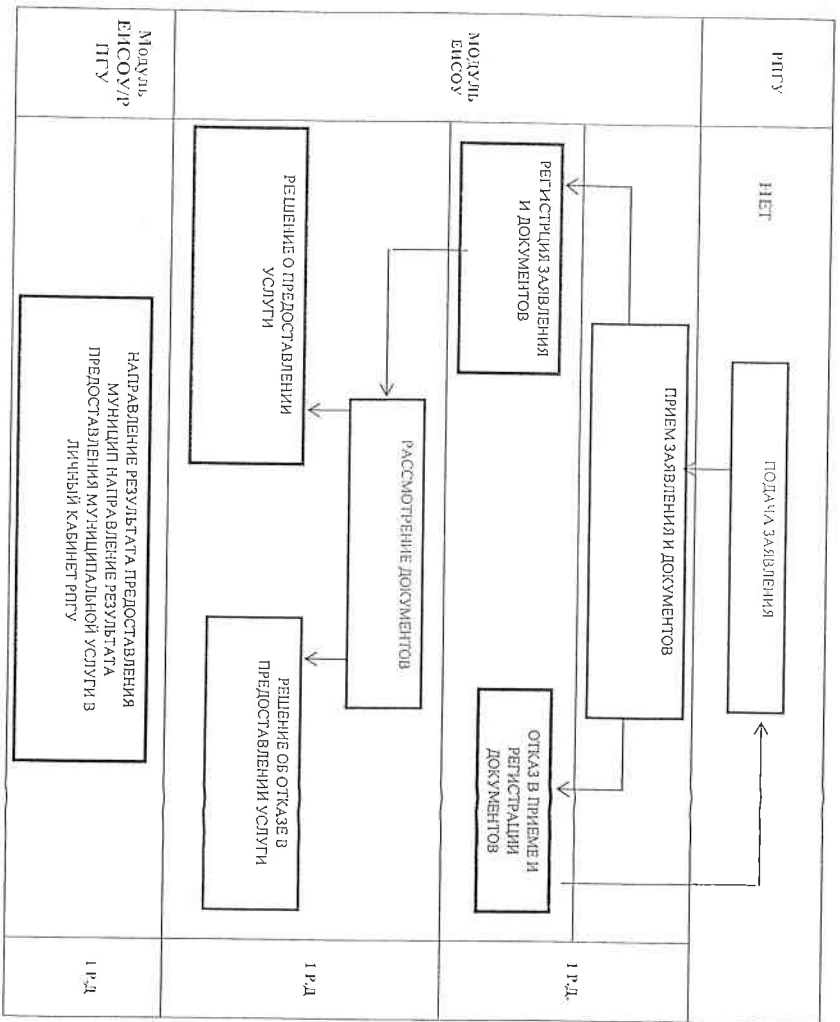 РПГУ
НЕТ
ПОДАЧА ЗАЯВЛЕНИЯ
МОДУЛЬ
ЕИСОУ
ПРИЕМ ЗАЯВЛЕНИЯ И ДОКУМЕНТОВ
РЕГИСТРЦИЯ ЗАЯВЛЕНИЯ
И ДОКУМЕНТОВ
ОТКАЗ В ПРИЕМЕ И
РЕГИСТРАЦИИ
ДОКУМЕНТОВ
1 Р.Д.
РАССМОТРЕНИЕ ДОКУМЕНТОВ
РЕШЕНИЕ О ПРЕДОСТАВЛЕНИИ
УСЛУГИ
РЕШЕНИЕ ОБ ОТКАЗЕ В
ПРЕДОСТАВЛЕНИИ УСЛУГИ
1 Р.Д
Модуль
ЕИСОУ/Р
ПГУ
НАПРАВЛЕНИЕ РЕЗУЛЬТАТА ПРЕДОСТАВЛЕНИЯ
МУНИЦИП НАПРАВЛЕНИЕ РЕЗУЛЬТАТА
ПРЕДОСТАВЛЕНИЯ МУНИЦИПАЛЬНОЙ УСЛУГИ В
ЛИЧНЫЙ КАБИНЕТ РПГУ
1 Р.Д